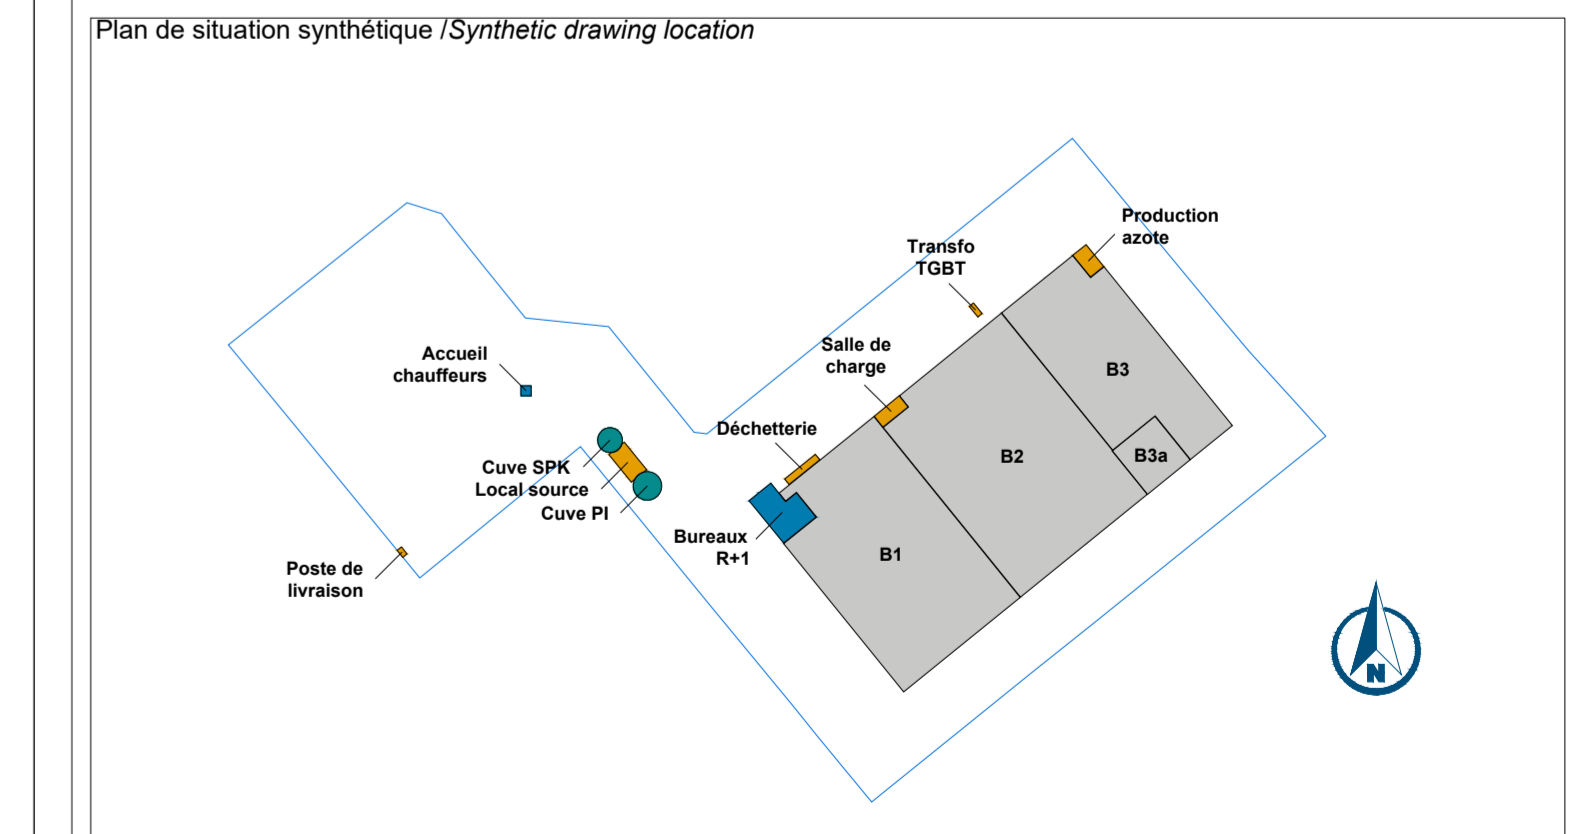 Plan de situation synthétique /Synthetic drawing location
Production
azote
Transfo
TGBT
Salle de
charge
Accueil
chauffeurs
B3
Déchetterie
B3a
B2
Cuve SPK
Local source
Cuve PI
Bureaux
R+1
B1
Poste de
livraison
N